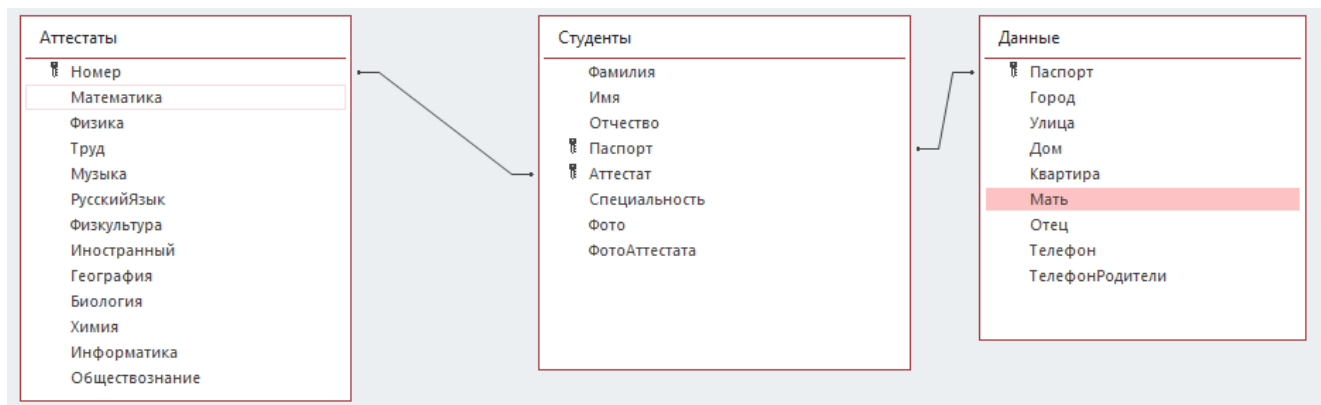 Аттестаты
Номер
Математика
Физика
Труд
Музыка
РусскийЯзык
Физкультура
Иностранный
География
Биология
Химия
Информатика
Обществознание
Студенты
Фамилия
Имя
Отчество
Паспорт
Аттестат
Специальность
Фото
ФотоАттестата
Данные
Паспорт
Город
Улица
Дом
Квартира
Мать
Отец
Телефон
ТелефонРодители